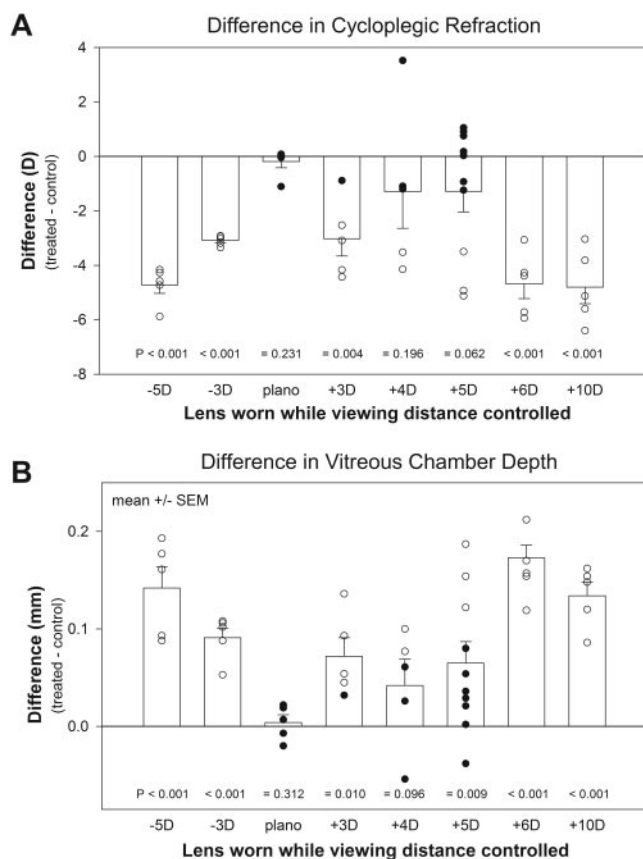 A
Difference in Cycloplegic Refraction
4
2
0
-2
-4
-6
-8
Difference (D)
(treated - control)
P < 0.001 < 0.001 = 0.231 = 0.004 = 0.196 = 0.062 < 0.001 < 0.001
-5D -3D plano +3D +4D +5D +6D +10D
Lens worn while viewing distance controlled
B
Difference in Vitreous Chamber Depth
mean +/- SEM
0.2
0.1
0.0
Difference (mm)
(treated - control)
P < 0.001 < 0.001 = 0.312 = 0.010 = 0.096 = 0.009 < 0.001 < 0.001
-5D -3D plano +3D +4D +5D +6D +10D
Lens worn while viewing distance controlled